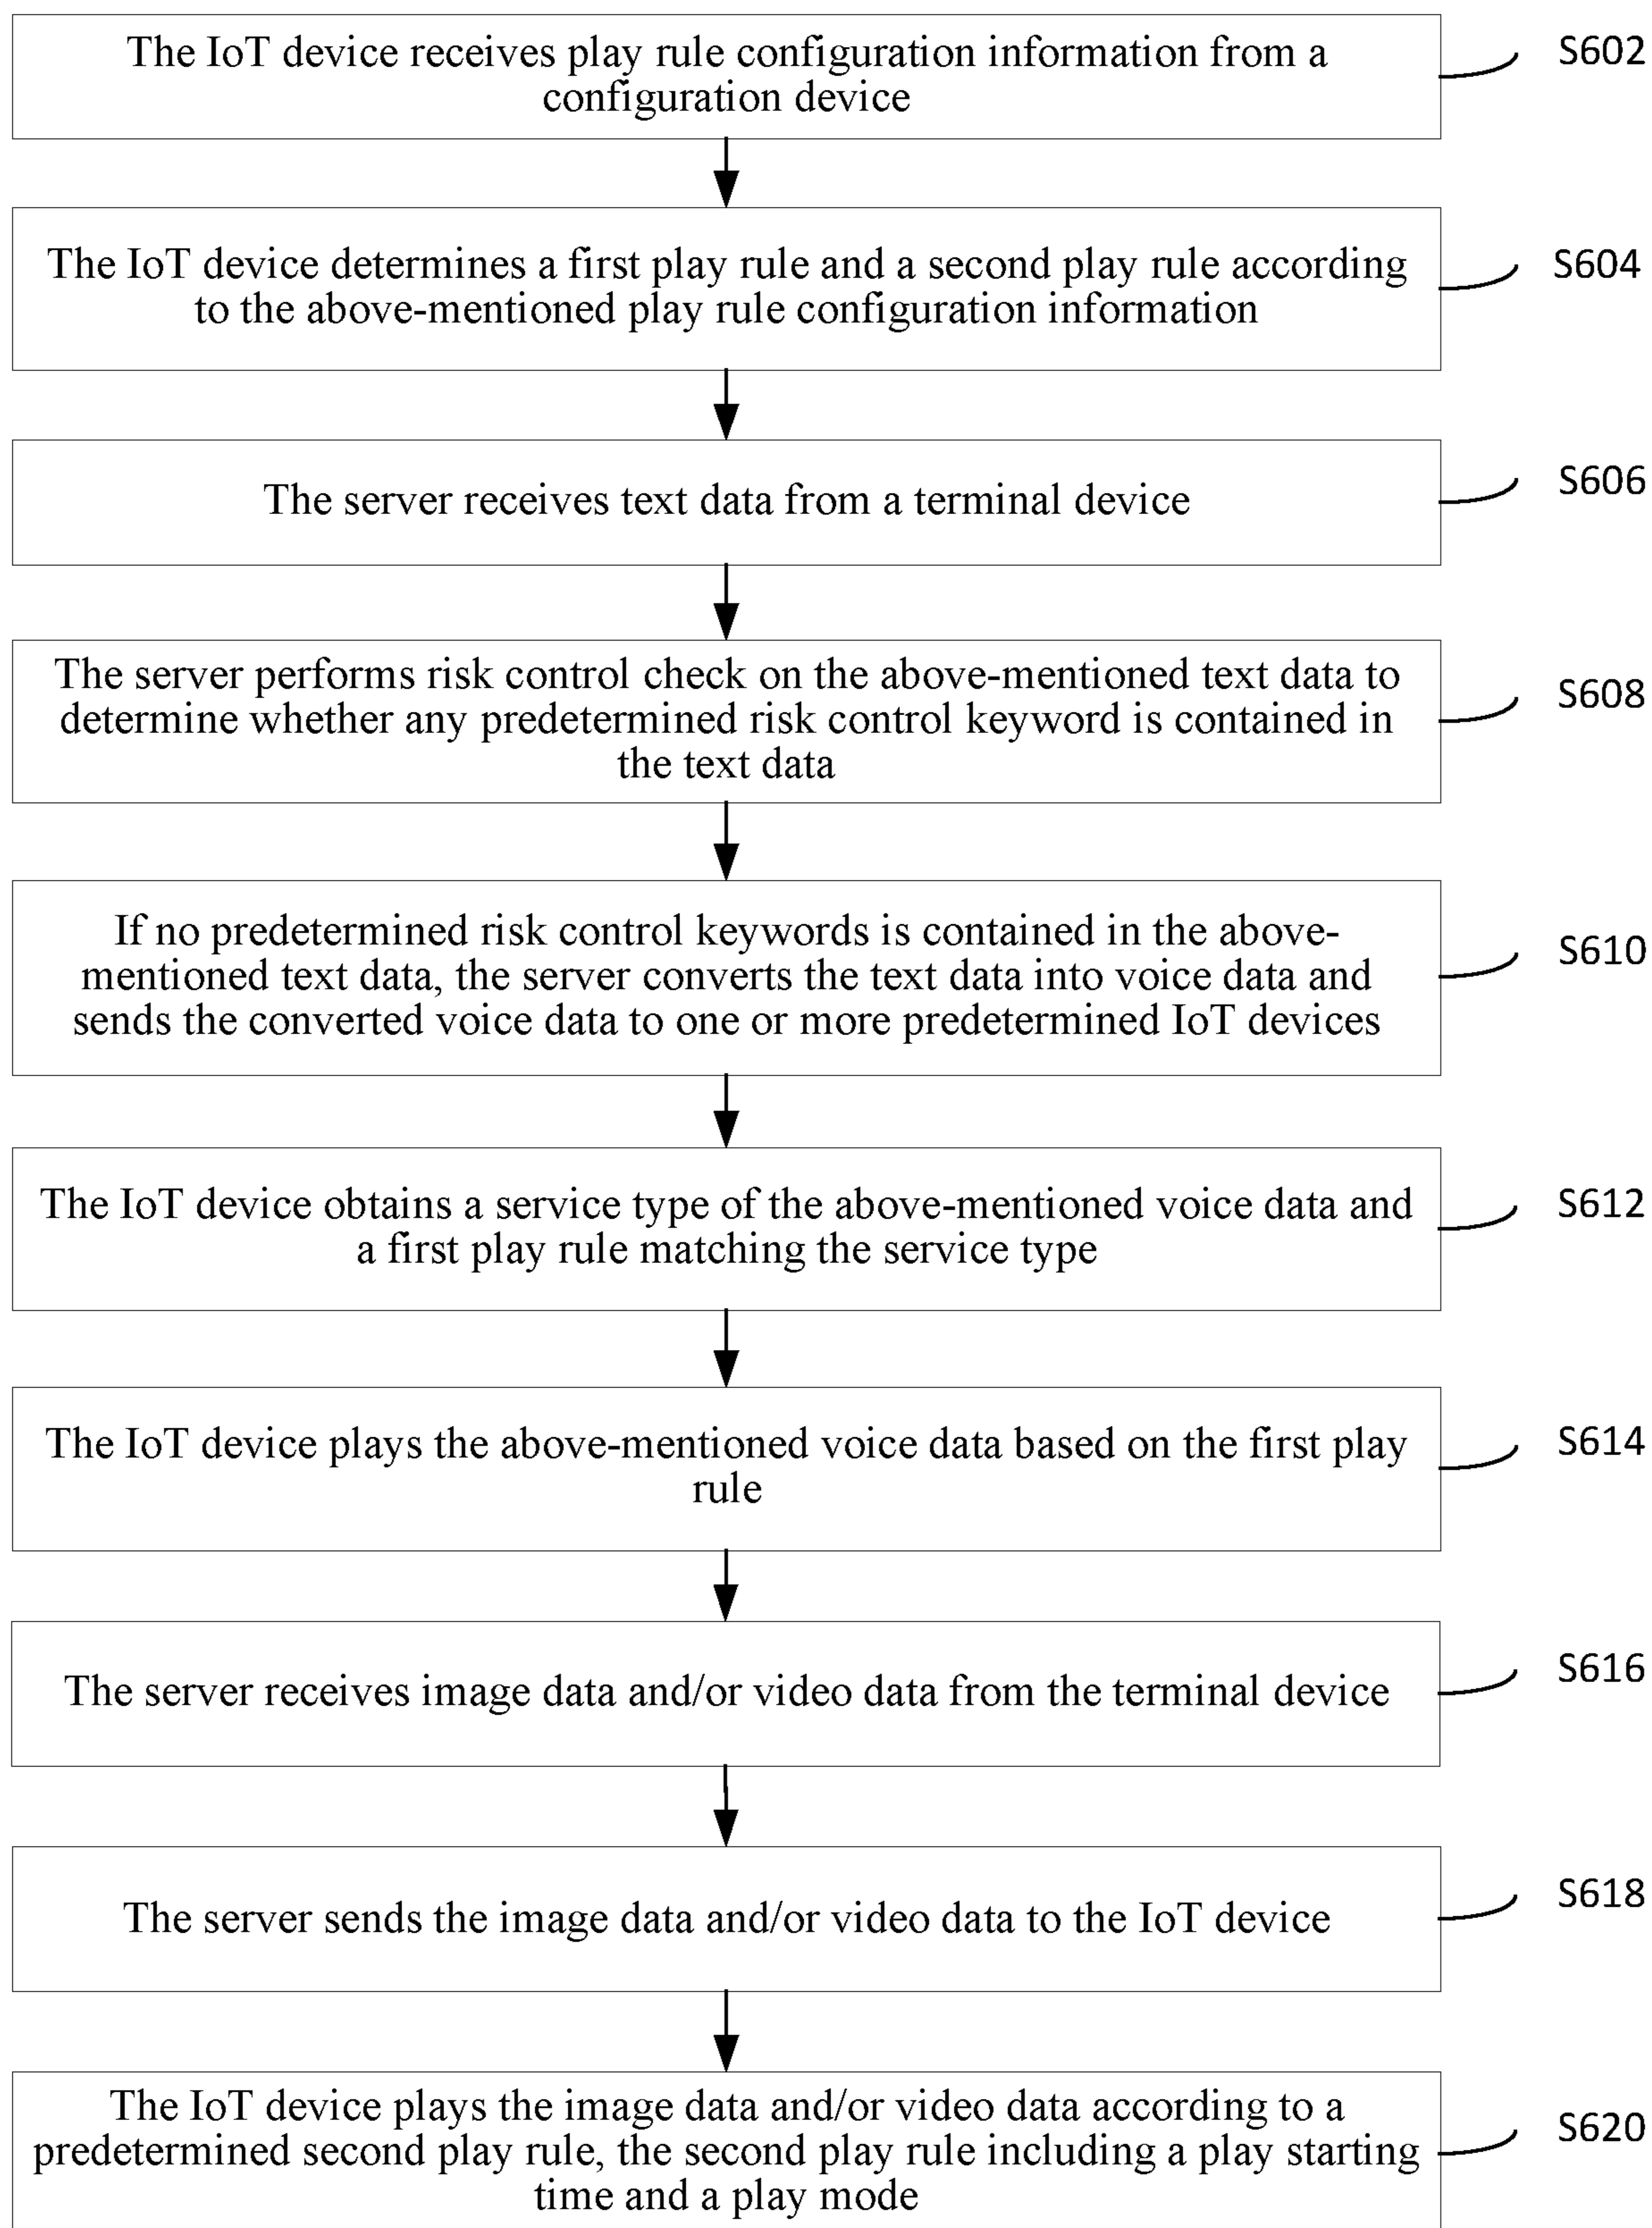 The IoT device receives play rule configuration information from a
configuration device
S602
The IoT device determines a first play rule and a second play rule according
to the above-mentioned play rule configuration information
S604
The server receives text data from a terminal device
S606
The server performs risk control check on the above-mentioned text data to
determine whether any predetermined risk control keyword is contained in
the text data
S608
If no predetermined risk control keywords is contained in the above-
mentioned text data, the server converts the text data into voice data and
sends the converted voice data to one or more predetermined IoT devices
S610
The IoT device obtains a service type of the above-mentioned voice data and
a first play rule matching the service type
S612
The IoT device plays the above-mentioned voice data based on the first play
rule
S614
The server receives image data and/or video data from the terminal device
S616
The server sends the image data and/or video data to the IoT device
S618
The IoT device plays the image data and/or video data according to a
predetermined second play rule, the second play rule including a play starting
time and a play mode
S620